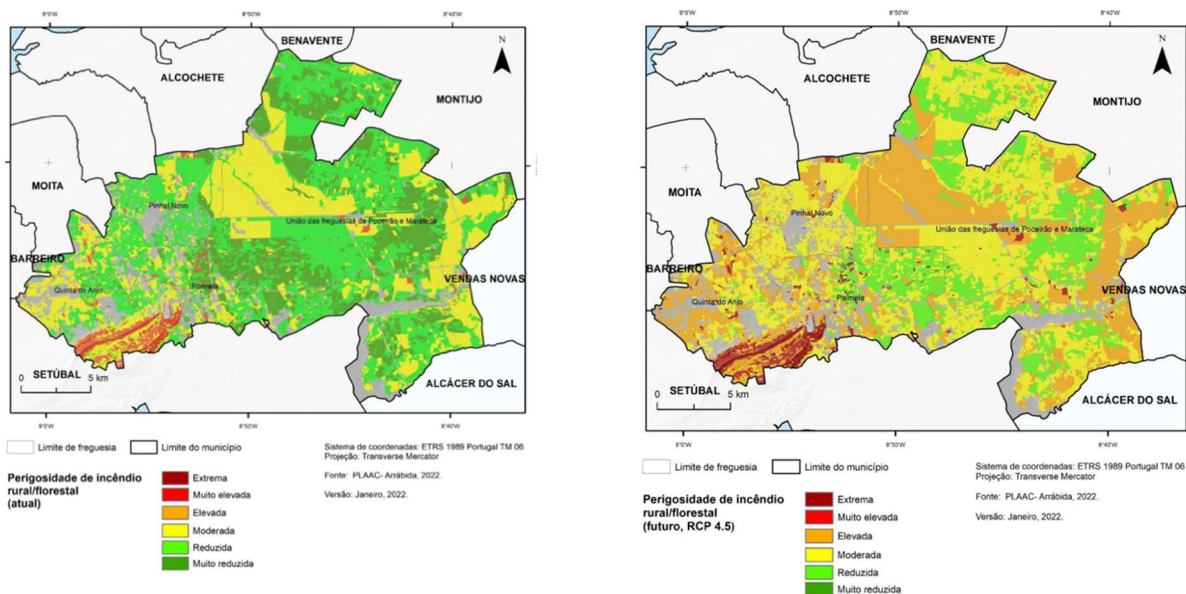 9°0'W 8°50'W 8°40'W
BENAVENTE
N
ALCOCHETE
MONTIJO
MOITA
Pinhal Novo
União das freguesias de Poceirão e Marateca
BARREIRO
VENDAS NOVAS
Quinta do Anjo
Palmela
SETÚBAL
0 5 km
ALCÁCER DO SAL
9°0'W 8°50'W 8°40'W
Limite de freguesia Limite do município
Sistema de coordenadas: ETRS 1989 Portugal TM 06
Projeção: Transverse Mercator
Fonte: PLAAC- Arrábida, 2022.
Versão: Janeiro, 2022.
Perigosidade de incêndio
rural/florestal
(atual)
Extrema
Muito elevada
Elevada
Moderada
Reduzida
Muito reduzida
9°0'W 8°50'W 8°40'W
BENAVENTE
N
ALCOCHETE
MONTIJO
MOITA
Pinhal Novo
União das freguesias de Poceirão e Marateca
BARREIRO
VENDAS NOVAS
Quinta do Anjo
Palmela
SETÚBAL
0 5 km
ALCÁCER DO SAL
9°0'W 8°50'W 8°40'W
Limite de freguesia Limite do município
Sistema de coordenadas: ETRS 1989 Portugal TM 06
Projeção: Transverse Mercator
Fonte: PLAAC- Arrábida, 2022.
Versão: Janeiro, 2022.
Perigosidade de incêndio
rural/florestal
(futuro, RCP 4.5)
Extrema
Muito elevada
Elevada
Moderada
Reduzida
Muito reduzida